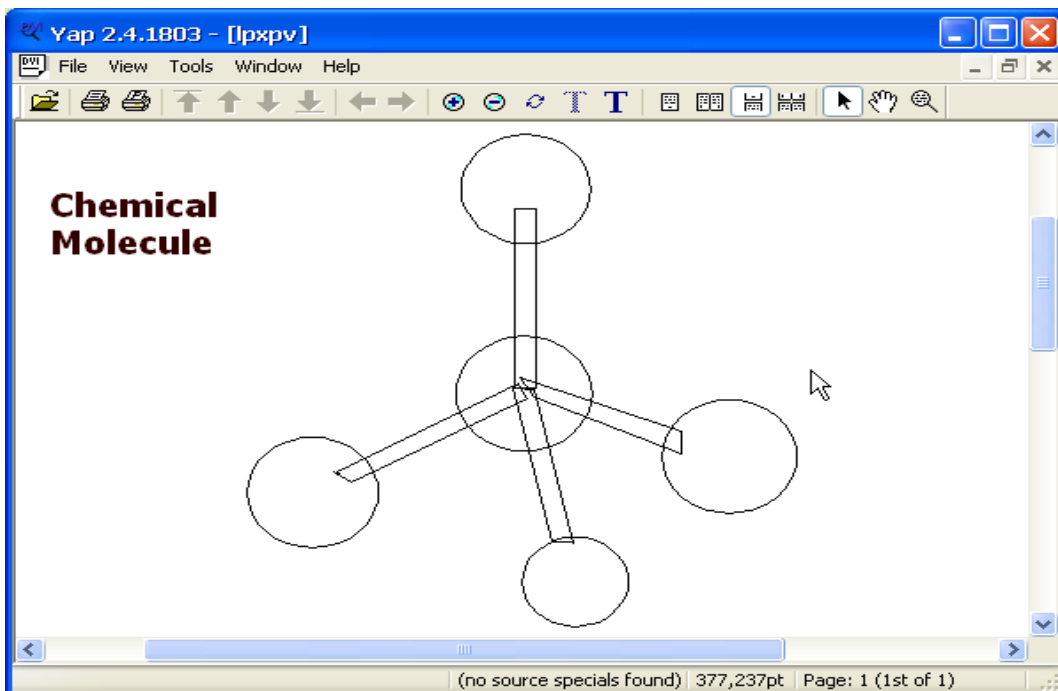 Yap 2.4.1803 - [lpxpv]
DVI File View Tools Window Help
T T
Chemical
Molecule
(no source specials found) 377,237pt Page: 1 (1st of 1)